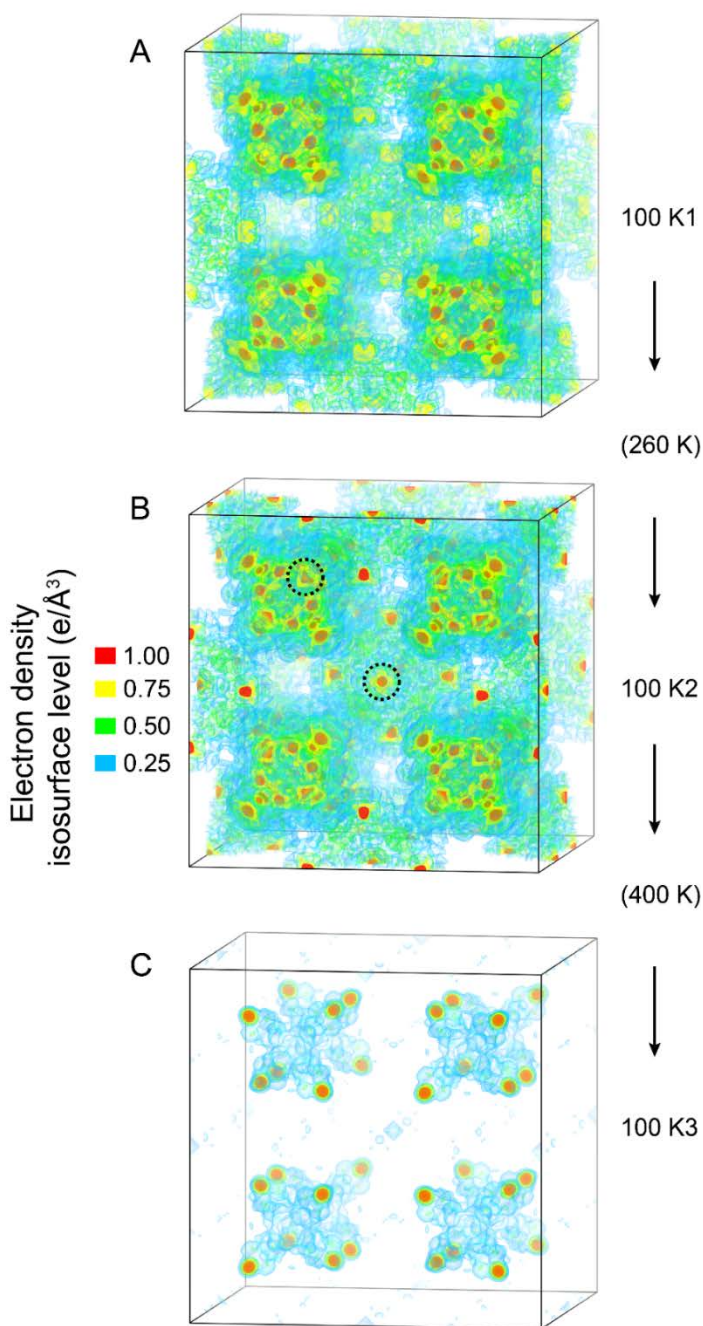 A
100 K1
(260 K)
B
Electron density
isosurface level (e/Å³)
1.00
0.75
0.50
0.25
100 K2
(400 K)
C
100 K3